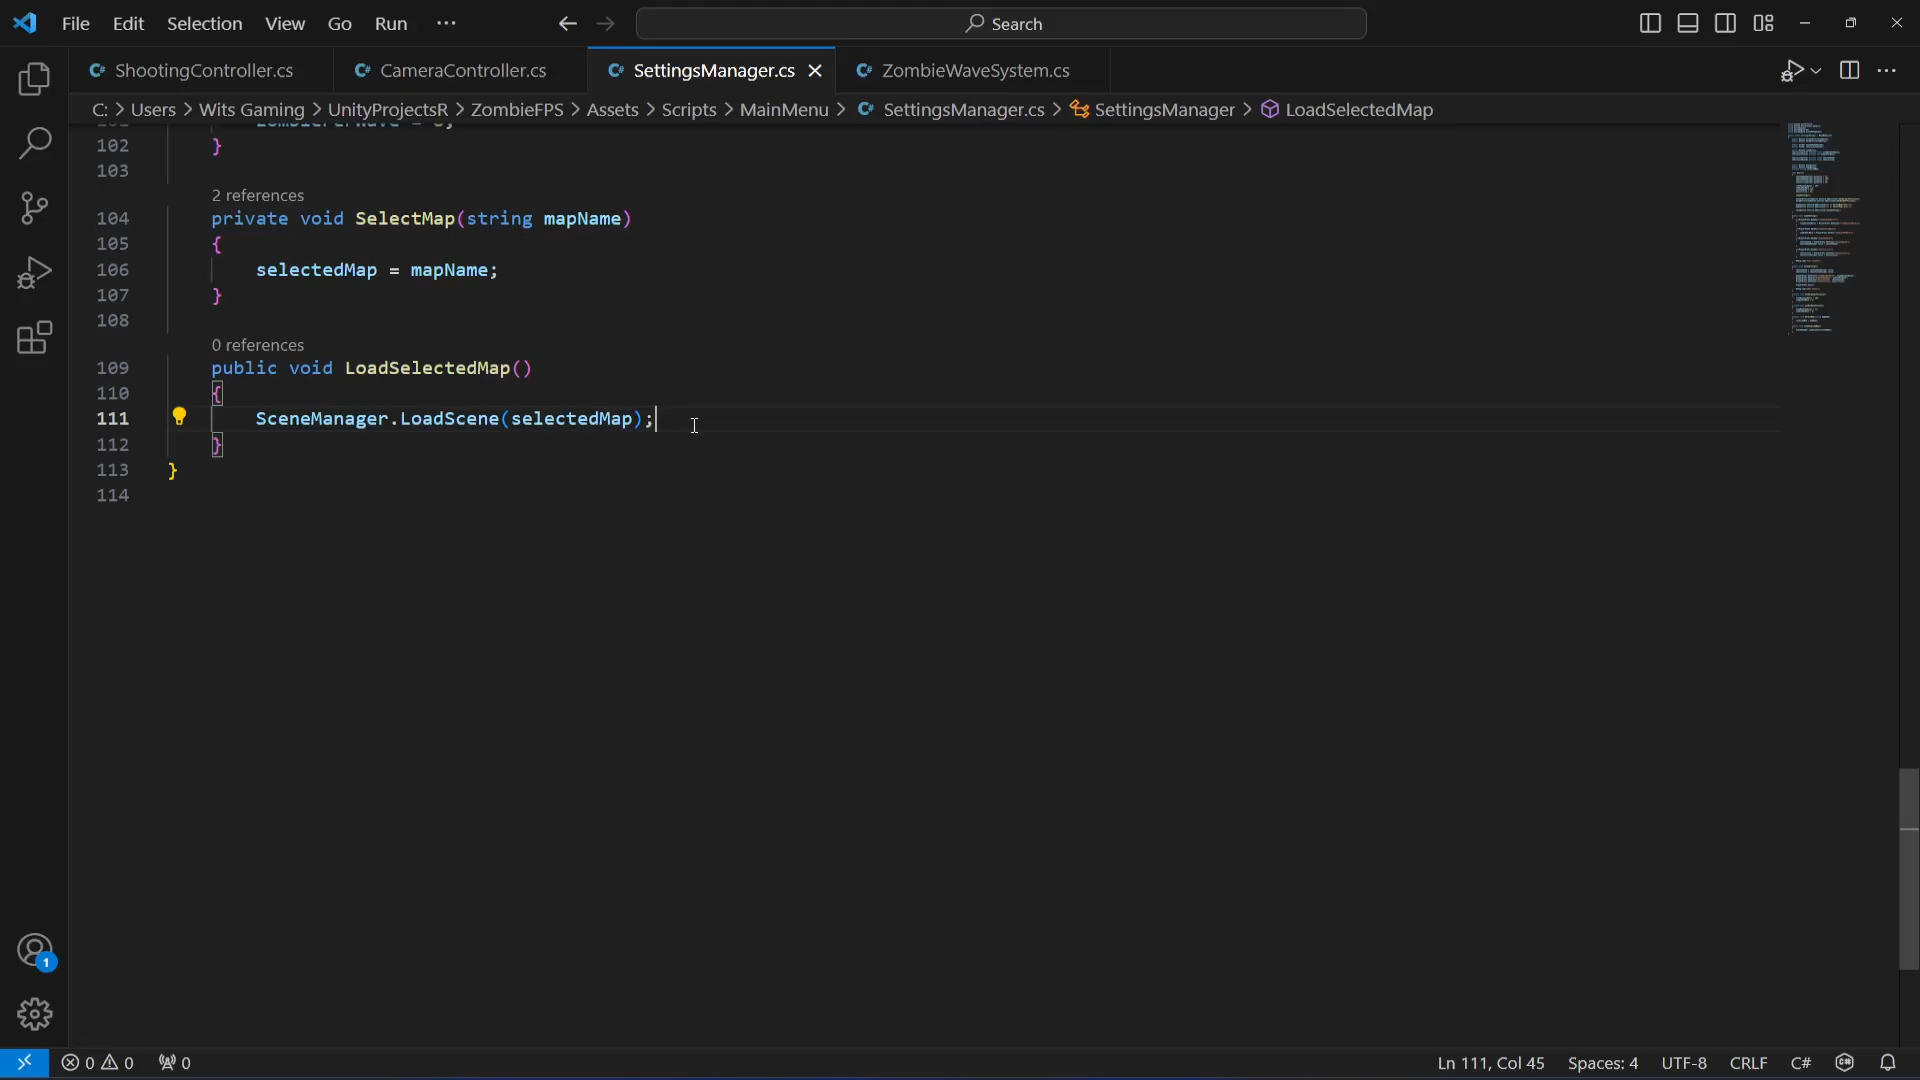 File Edit Selection View Go Run ··· Search
ShootingController.cs CameraController.cs SettingsManager.cs ZombieWaveSystem.cs
C: > Users > Wits Gaming > UnityProjectsR > ZombieFPS > Assets > Scripts > MainMenu > SettingsManager.cs > SettingsManager > LoadSelectedMap
102 }
103
2 references
104 private void SelectMap(string mapName)
105 {
106 selectedMap = mapName;
107 }
108
0 references
109 public void LoadSelectedMap()
110 {
111 SceneManager.LoadScene(selectedMap);
112 }
113 }
114
1
0 0 0 Ln 111, Col 45 Spaces: 4 UTF-8 CRLF C#